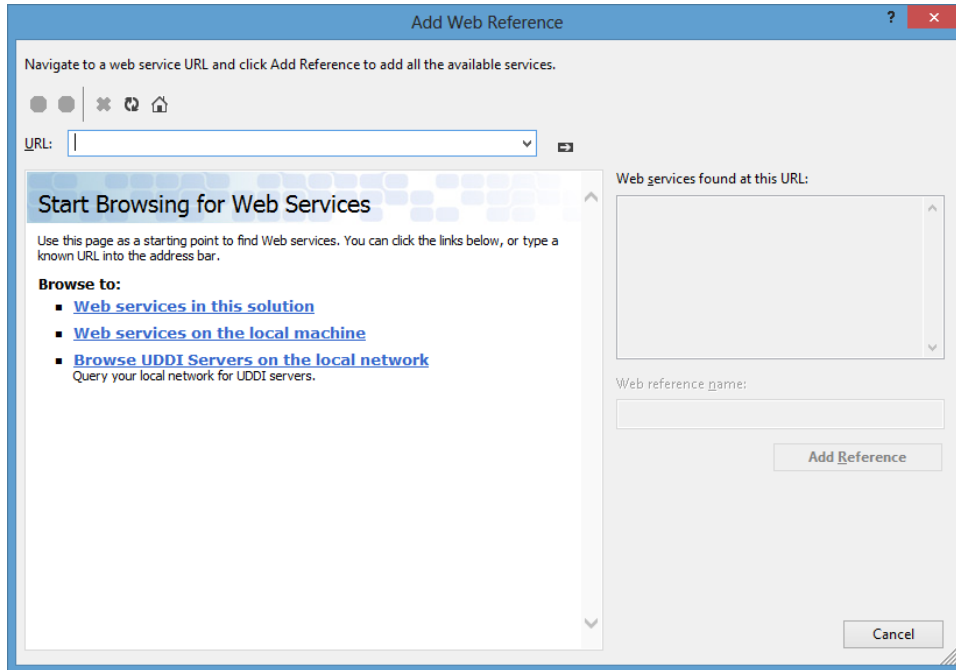 Add Web Reference
?
Navigate to a web service URL and click Add Reference to add all the available services.
URL:
Start Browsing for Web Services
Use this page as a starting point to find Web services. You can click the links below, or type a
known URL into the address bar.
Browse to:
Web services in this solution
Web services on the local machine
Browse UDDI Servers on the local network
Query your local network for UDDI servers.
Web services found at this URL:
Web reference name:
Add Reference
Cancel